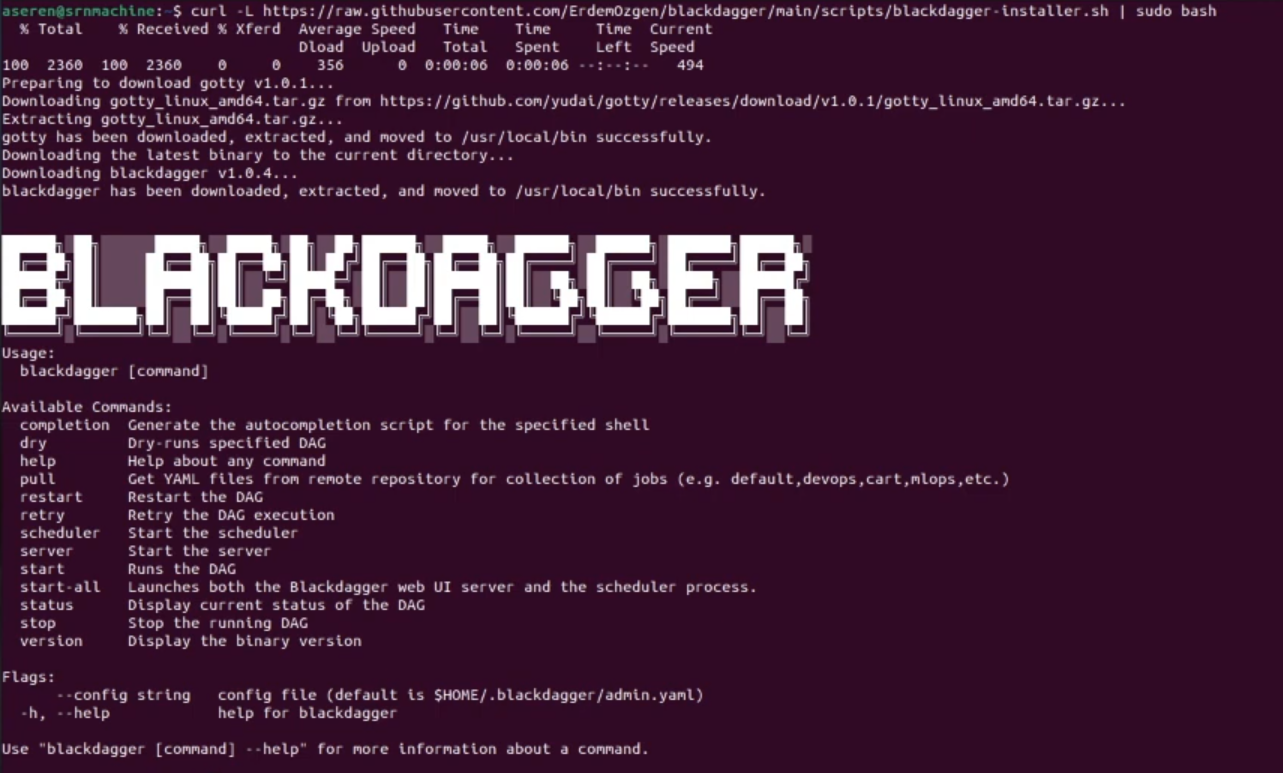 aseren@srnmachine:~$ curl -L https://raw.githubusercontent.com/ErdemOzgen/blackdagger/main/scripts/blackdagger-installer.sh | sudo bash
  % Total    % Received % Xferd  Average Speed   Time    Time     Time  Current
                                 Dload  Upload   Total   Spent    Left  Speed
100  2360  100  2360    0     0    356      0  0:00:06  0:00:06 --:--:--   494
Preparing to download gotty v1.0.1...
Downloading gotty_linux_amd64.tar.gz from https://github.com/yudai/gotty/releases/download/v1.0.1/gotty_linux_amd64.tar.gz...
Extracting gotty_linux_amd64.tar.gz...
gotty has been downloaded, extracted, and moved to /usr/local/bin successfully.
Downloading the latest binary to the current directory...
Downloading blackdagger v1.0.4...
blackdagger has been downloaded, extracted, and moved to /usr/local/bin successfully.
BLACKDAGGER
Usage:
  blackdagger [command]
Available Commands:
  completion  Generate the autocompletion script for the specified shell
  dry         Dry-runs specified DAG
  help        Help about any command
  pull        Get YAML files from remote repository for collection of jobs (e.g. default,devops,cart,mlops,etc.)
  restart     Restart the DAG
  retry       Retry the DAG execution
  scheduler   Start the scheduler
  server      Start the server
  start       Runs the DAG
  start-all   Launches both the Blackdagger web UI server and the scheduler process.
  status      Display current status of the DAG
  stop        Stop the running DAG
  version     Display the binary version
Flags:
      --config string   config file (default is $HOME/.blackdagger/admin.yaml)
  -h, --help            help for blackdagger
Use "blackdagger [command] --help" for more information about a command.